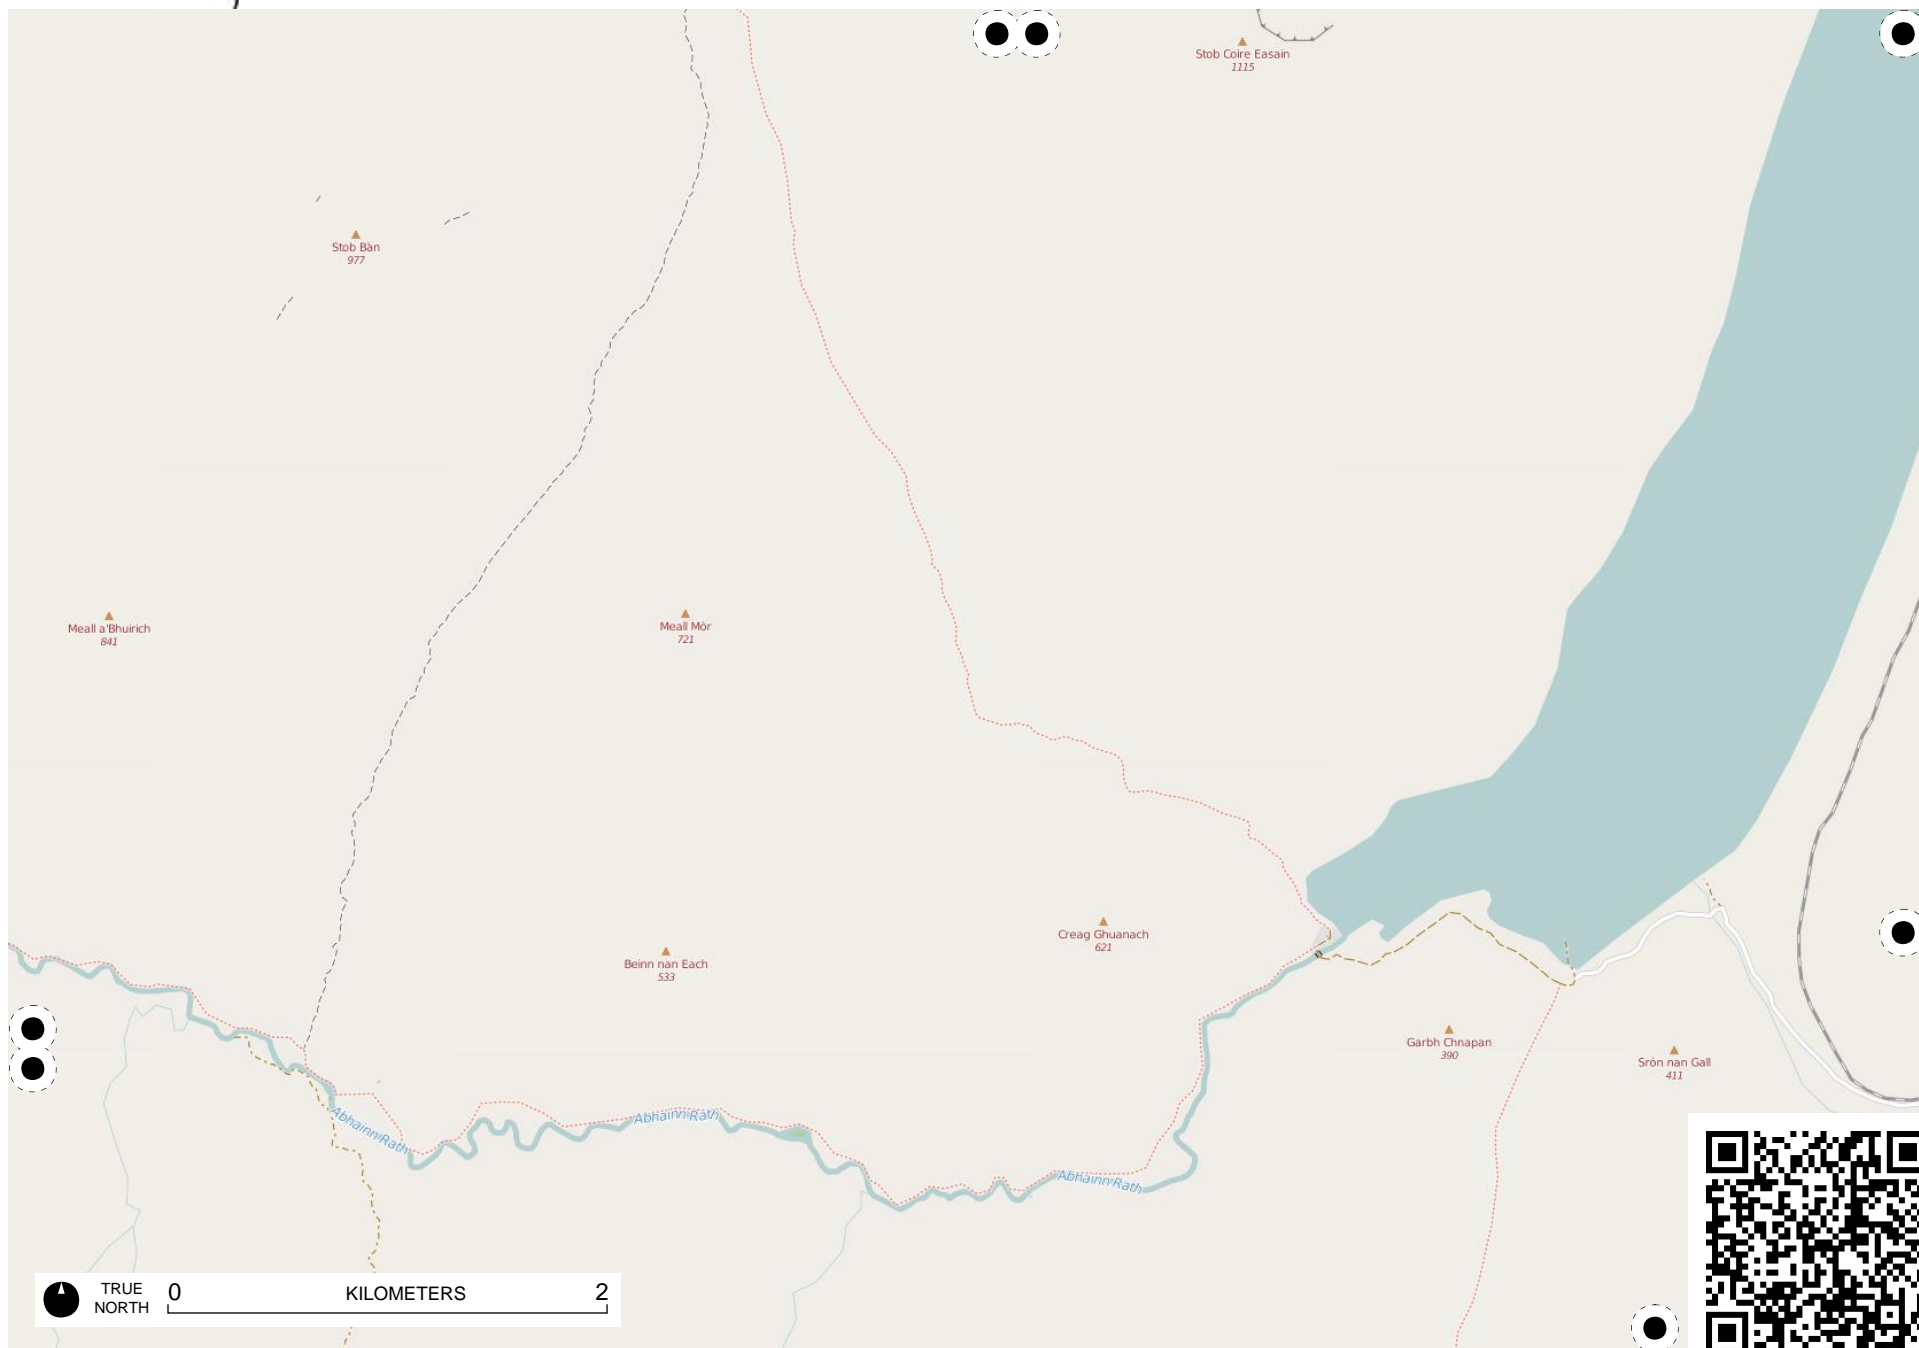 Stob Coire Easain
1115
Stob Bàn
977
Meall a'Bhuirich
841
Meall Mòr
721
Creag Ghuanach
621
Beinn nan Each
533
Garbh Chnapan
390
Sròn nan Gall
411
Abhainn Rath
Abhainn Rath
Abhainn Rath
TRUE
NORTH
0 KILOMETERS 2